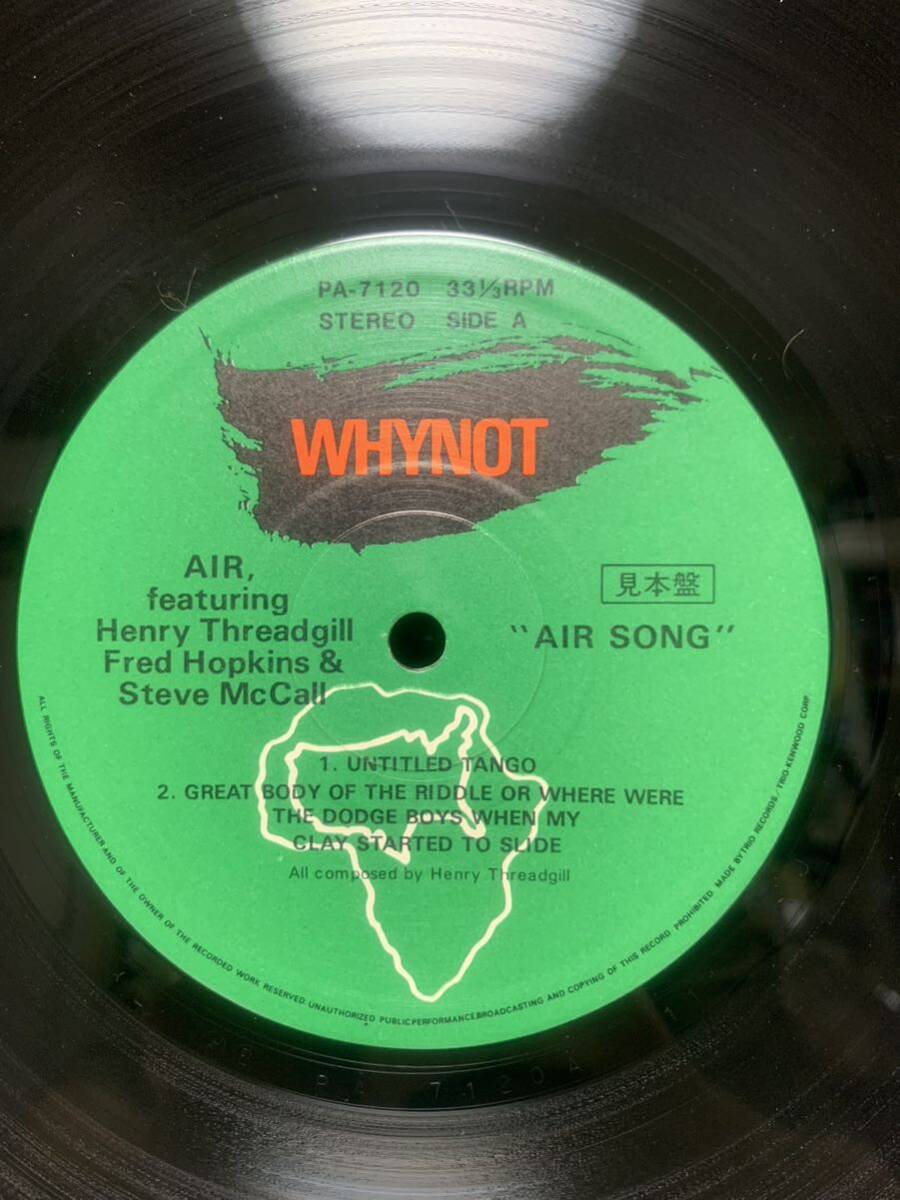 PA-7120 33⅓RPM
STEREO SIDE A
WHYNOT
AIR,
featuring
Henry Threadgill
Fred Hopkins &
Steve McCall
見本盤
"AIR SONG"
1. UNTITLED TANGO
2. GREAT BODY OF THE RIDDLE OR WHERE WERE
THE DODGE BOYS WHEN MY
CLAY STARTED TO SLIDE
All composed by Henry Threadgill
ALL RIGHTS OF THE MANUFACTURER AND OF THE OWNER OF THE RECORDED WORK RESERVED. UNAUTHORIZED PUBLIC PERFORMANCE.BROADCASTING AND COPYING OF THIS RECORD PROHIBITED. MADE BY TRIO RECORDS/TRIO-KENWOOD CORP.
PA 7120A 1